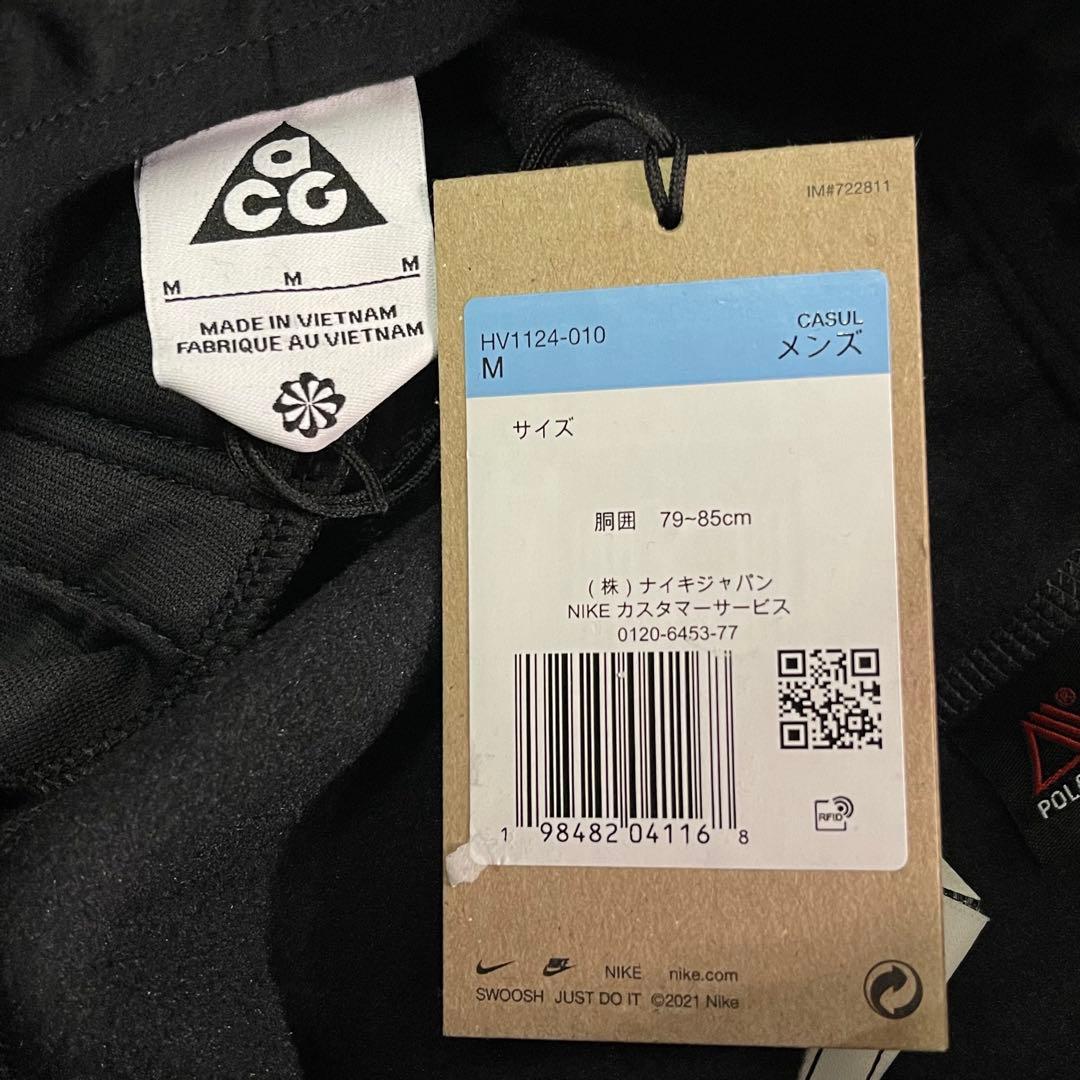 aCG
M M M
MADE IN VIETNAM
FABRIQUE AU VIETNAM
IM#722811
HV1124-010
M
CASUL
メンズ
サイズ
胴囲 79~85cm
(株)ナイキジャパン
NIKE カスタマーサービス
0120-6453-77
1 98482 04116 8
RFID
NIKE nike.com
SWOOSH JUST DO IT ©2021 Nike
®